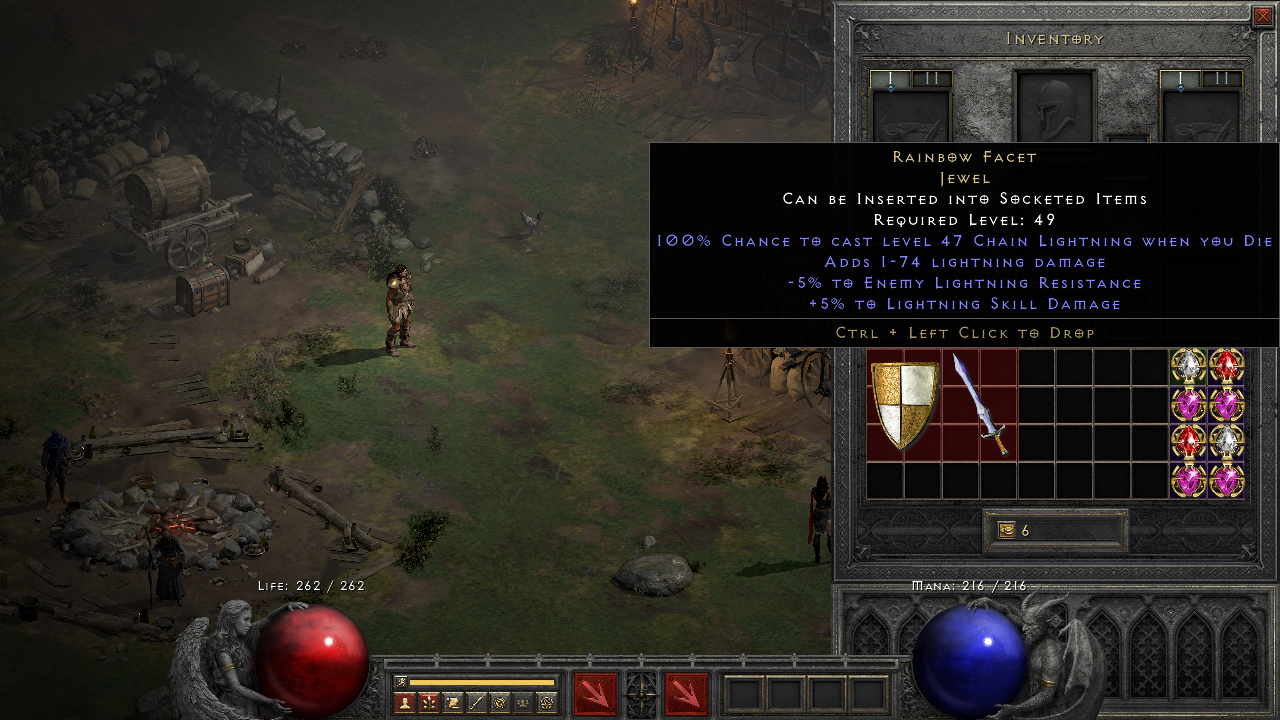 Inventory
I II
I II
Rainbow Facet
Jewel
Can be Inserted into Socketed Items
Required Level: 49
100% Chance to cast level 47 Chain Lightning when you Die
Adds 1-74 lightning damage
-5% to Enemy Lightning Resistance
+5% to Lightning Skill Damage
Ctrl + Left Click to Drop
6
Life: 262 / 262
Mana: 216 / 216